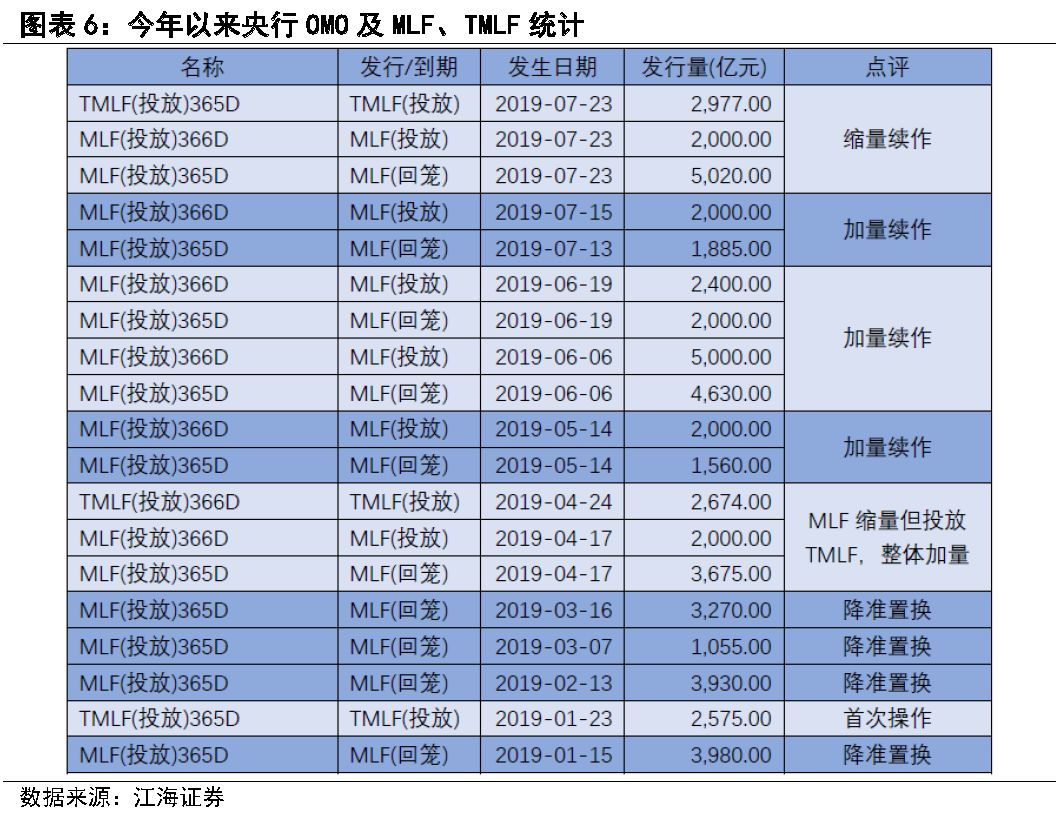 图表 6：今年以来央行 OMO 及 MLF、TMLF 统计
名称 发行/到期 发生日期 发行量(亿元) 点评
TMLF(投放)365D TMLF(投放) 2019-07-23 2,977.00
MLF(投放)366D MLF(投放) 2019-07-23 2,000.00 缩量续作
MLF(投放)365D MLF(回笼) 2019-07-23 5,020.00
MLF(投放)366D MLF(投放) 2019-07-15 2,000.00 加量续作
MLF(投放)365D MLF(回笼) 2019-07-13 1,885.00
MLF(投放)366D MLF(投放) 2019-06-19 2,400.00
MLF(投放)365D MLF(回笼) 2019-06-19 2,000.00 加量续作
MLF(投放)366D MLF(投放) 2019-06-06 5,000.00
MLF(投放)365D MLF(回笼) 2019-06-06 4,630.00
MLF(投放)366D MLF(投放) 2019-05-14 2,000.00 加量续作
MLF(投放)365D MLF(回笼) 2019-05-14 1,560.00
TMLF(投放)366D TMLF(投放) 2019-04-24 2,674.00 MLF 缩量但投放
MLF(投放)366D MLF(投放) 2019-04-17 2,000.00 TMLF，整体加量
MLF(投放)365D MLF(回笼) 2019-04-17 3,675.00
MLF(投放)365D MLF(回笼) 2019-03-16 3,270.00 降准置换
MLF(投放)365D MLF(回笼) 2019-03-07 1,055.00 降准置换
MLF(投放)365D MLF(回笼) 2019-02-13 3,930.00 降准置换
TMLF(投放)365D TMLF(投放) 2019-01-23 2,575.00 首次操作
MLF(投放)365D MLF(回笼) 2019-01-15 3,980.00 降准置换
数据来源：江海证券